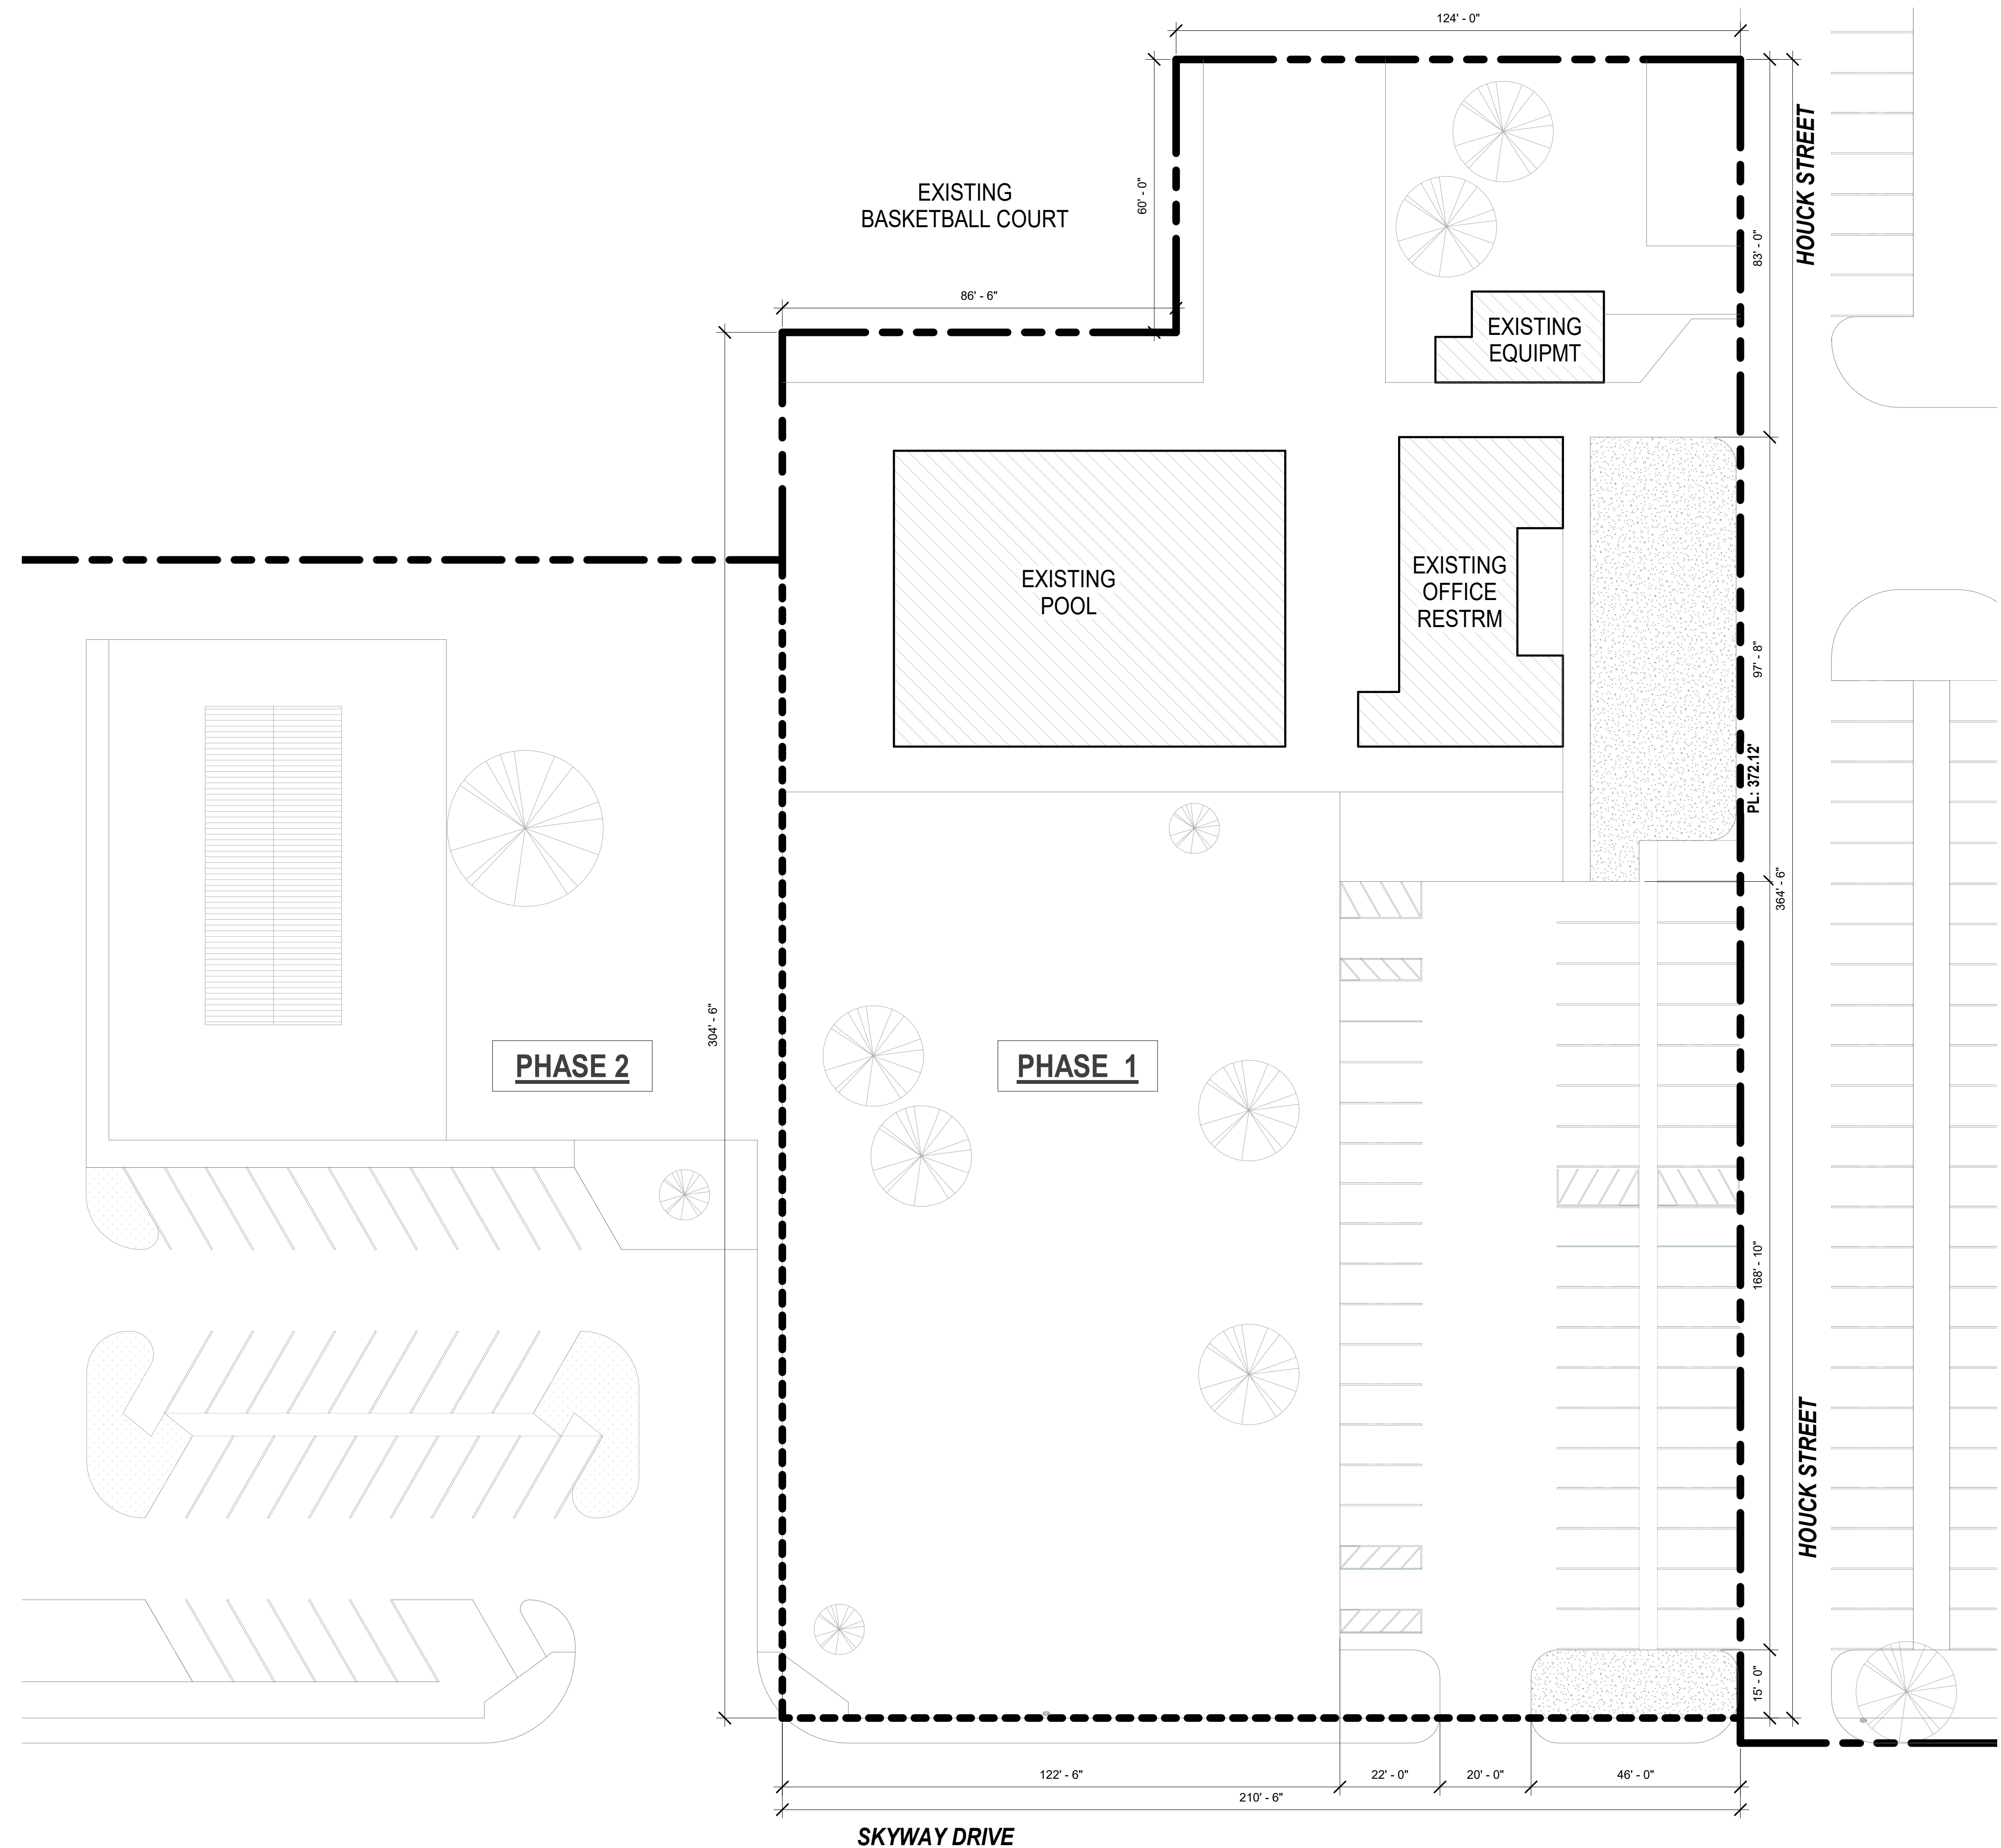 124' - 0"
HOUCK STREET
EXISTING
BASKETBALL COURT
60' - 0"
83' - 0"
86' - 6"
EXISTING
EQUIPMT
EXISTING
POOL
EXISTING
OFFICE
RESTRM
97' - 8"
PL: 372.12'
364' - 6"
304' - 6"
PHASE 2
PHASE 1
168' - 10"
HOUCK STREET
15' - 0"
122' - 6"
22' - 0"
20' - 0"
46' - 0"
210' - 6"
SKYWAY DRIVE